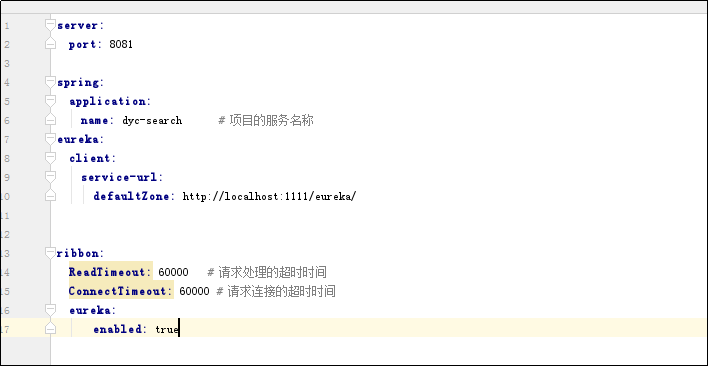 1 server:
2 port: 8081
3
4 spring:
5 application:
6 name: dyc-search # 项目的服务名称
7 eureka:
8 client:
9 service-url:
10 defaultZone: http://localhost:1111/eureka/
11
12
13 ribbon:
14 ReadTimeout: 60000 # 请求处理的超时时间
15 ConnectTimeout: 60000 # 请求连接的超时时间
16 eureka:
17 enabled: true